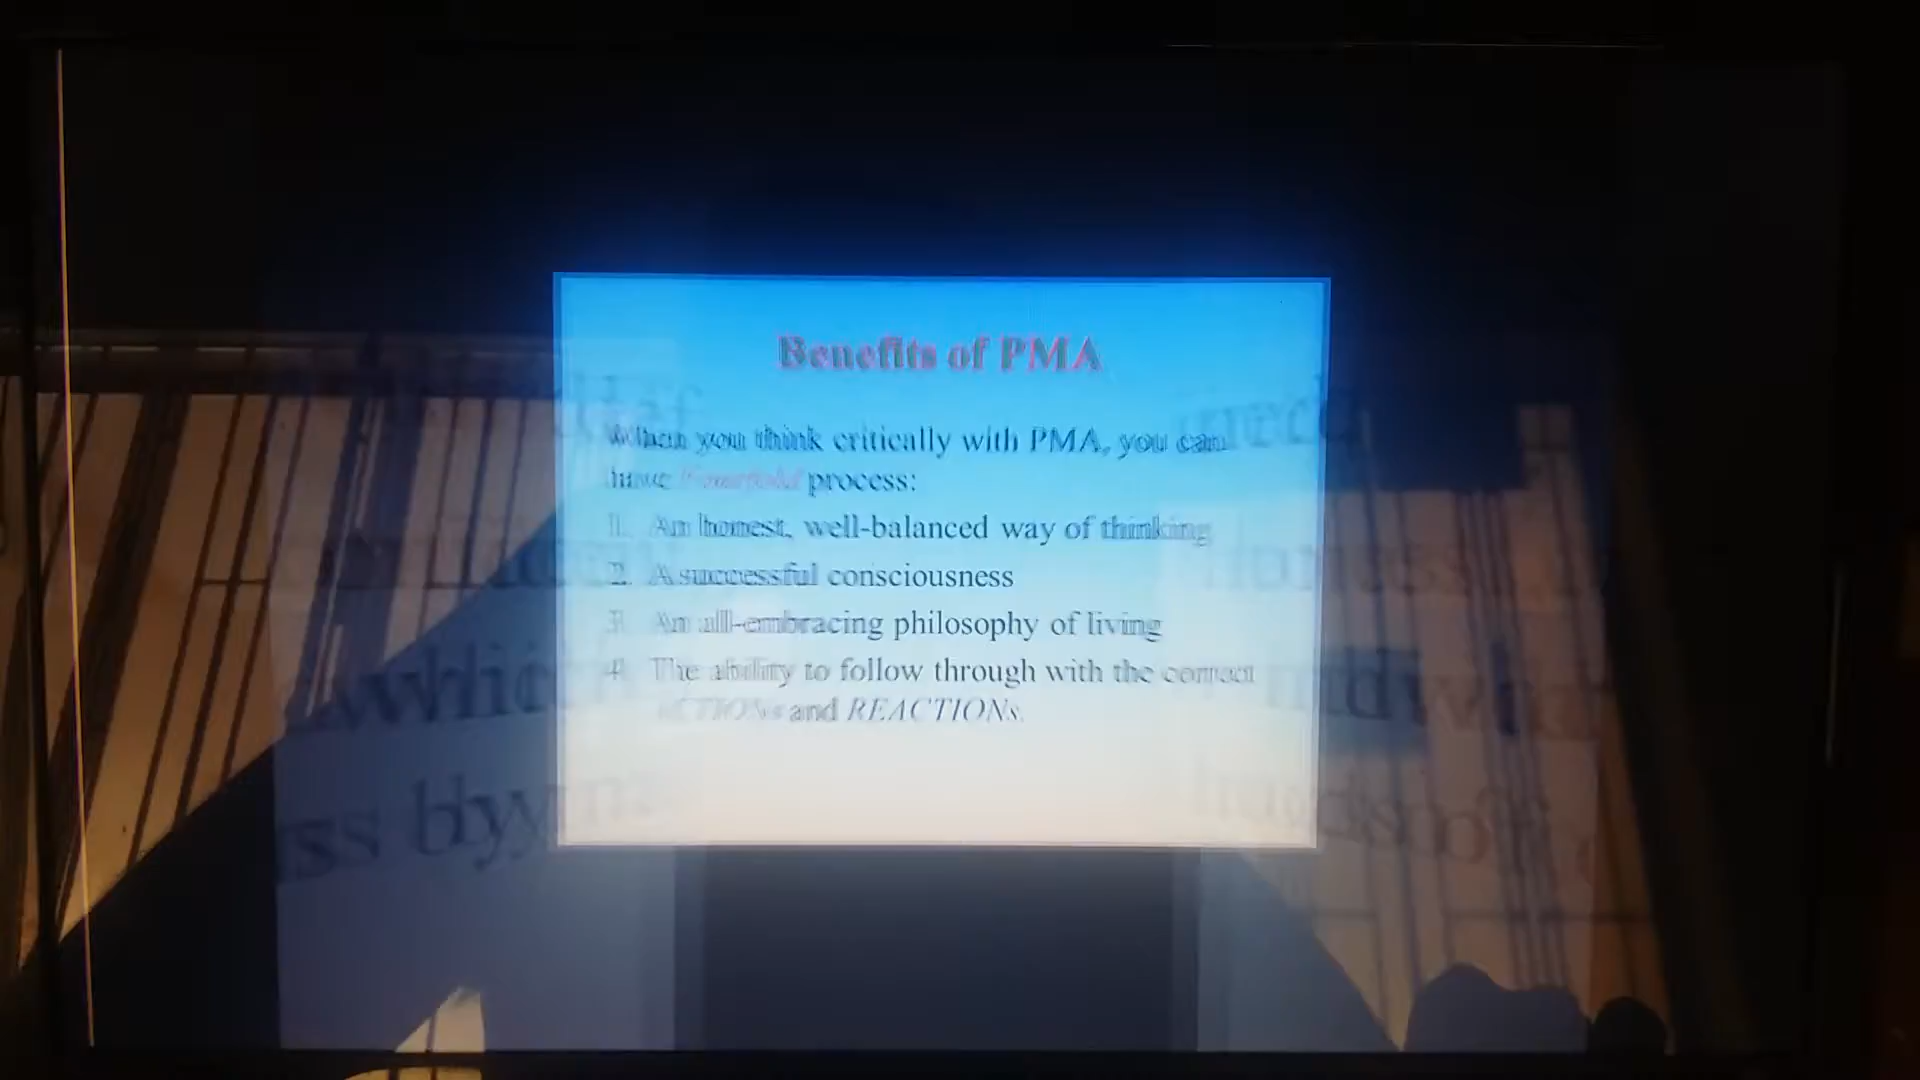 Benefits of PMA
When you think critically with PMA, you can
have Fourfold process:
1. An honest, well-balanced way of thinking
2. A successful consciousness
3. An all-embracing philosophy of living
4. The ability to follow through with the correct
ACTIONs and REACTIONs.